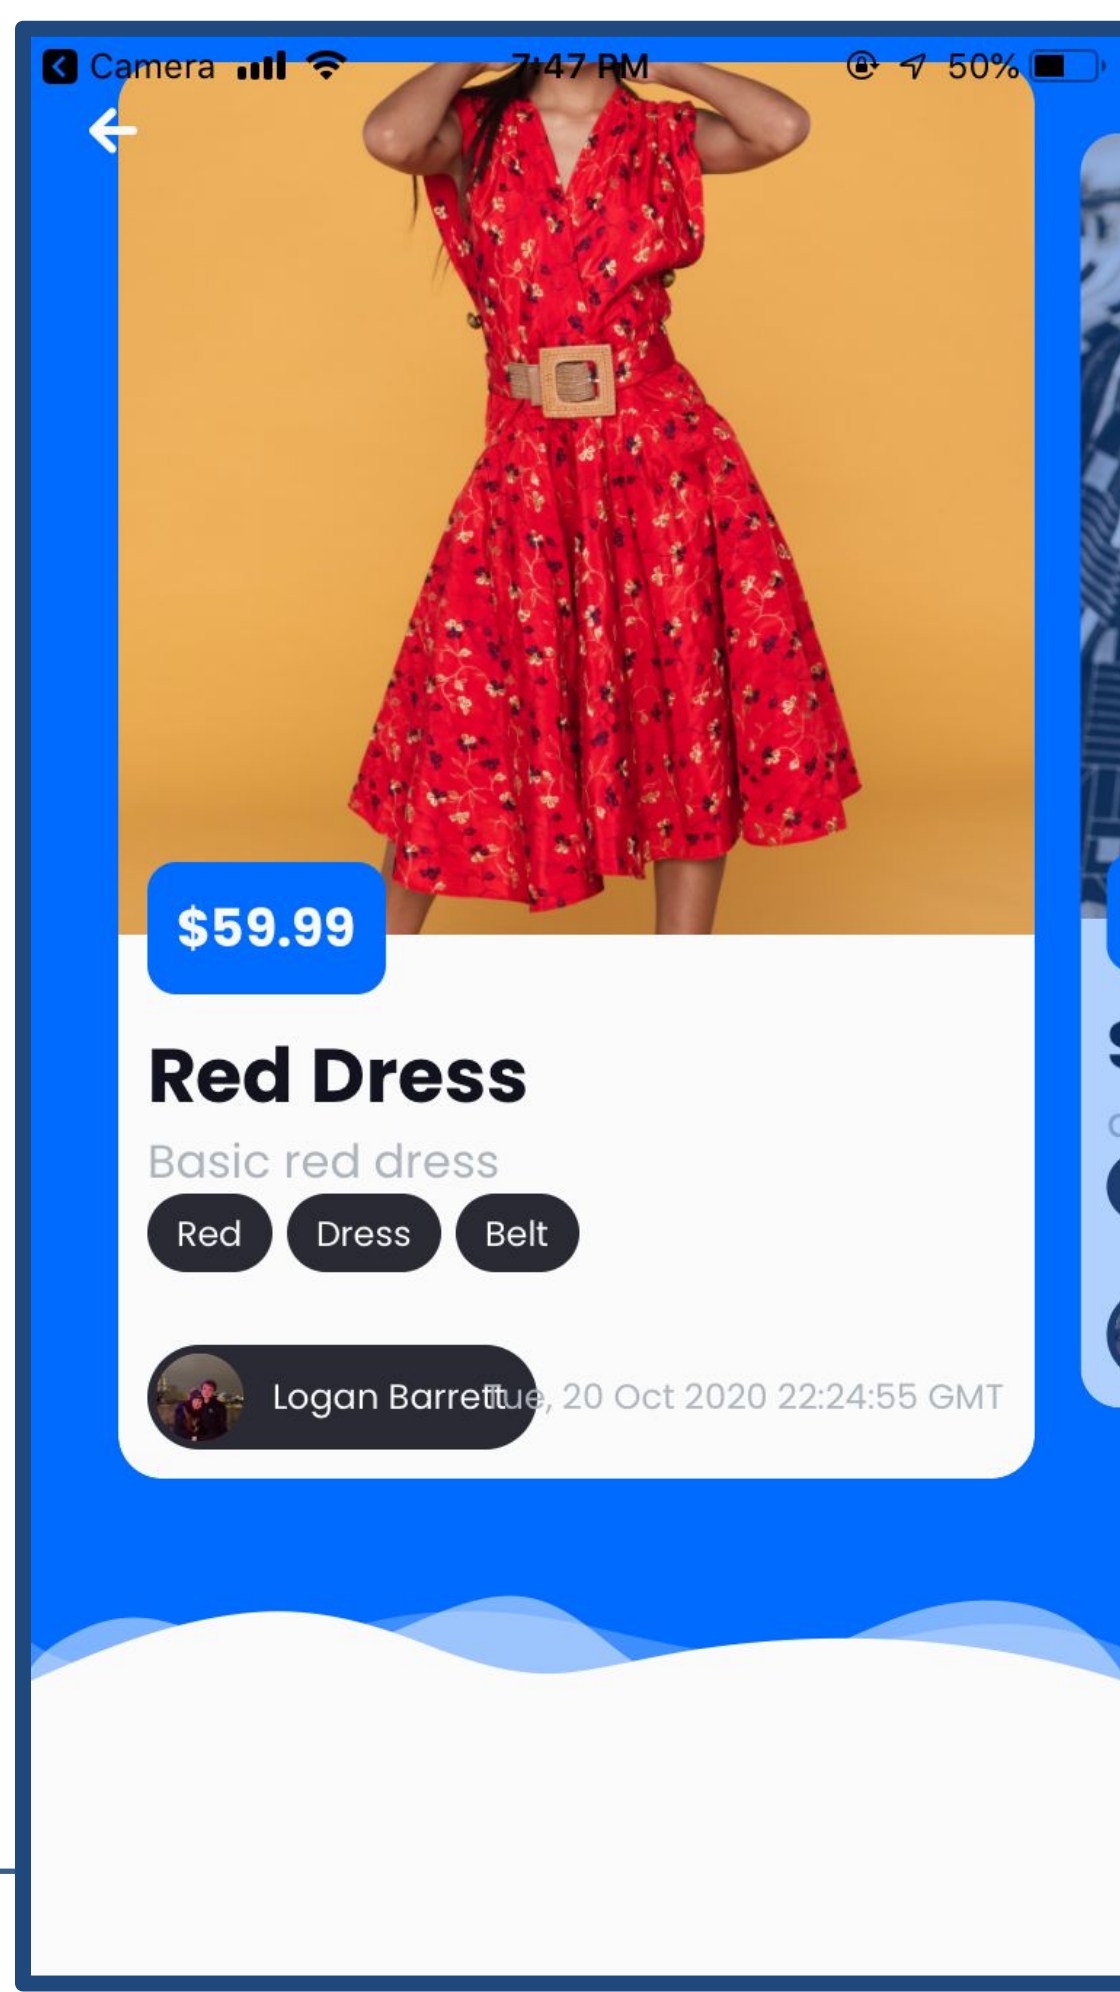 Camera 7:47 PM 50%
$59.99
Red Dress
Basic red dress
Red Dress Belt
Logan Barrett Tue, 20 Oct 2020 22:24:55 GMT